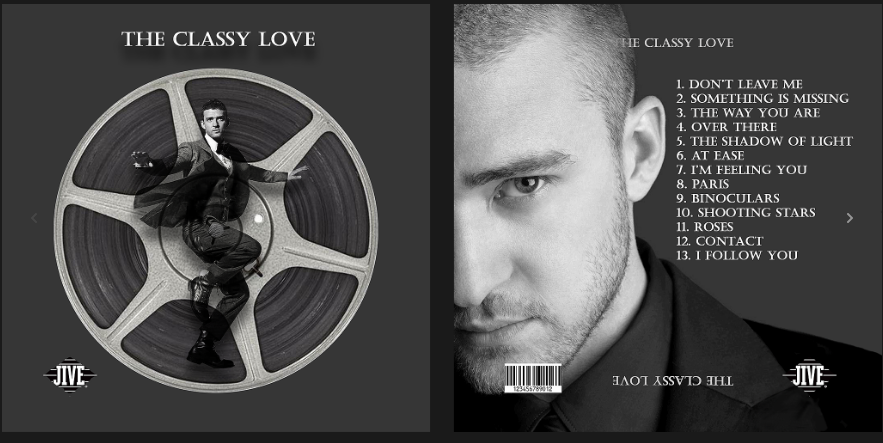 THE CLASSY LOVE
JIVE
HE CLASSY LOVE
1. DON'T LEAVE ME
2. SOMETHING IS MISSING
3. THE WAY YOU ARE
4. OVER THERE
5. THE SHADOW OF LIGHT
6. AT EASE
7. I'M FEELING YOU
8. PARIS
9. BINOCULARS
10. SHOOTING STARS
11. ROSES
12. CONTACT
13. I FOLLOW YOU
123456789012
THE CLASSY LOVE
JIVE